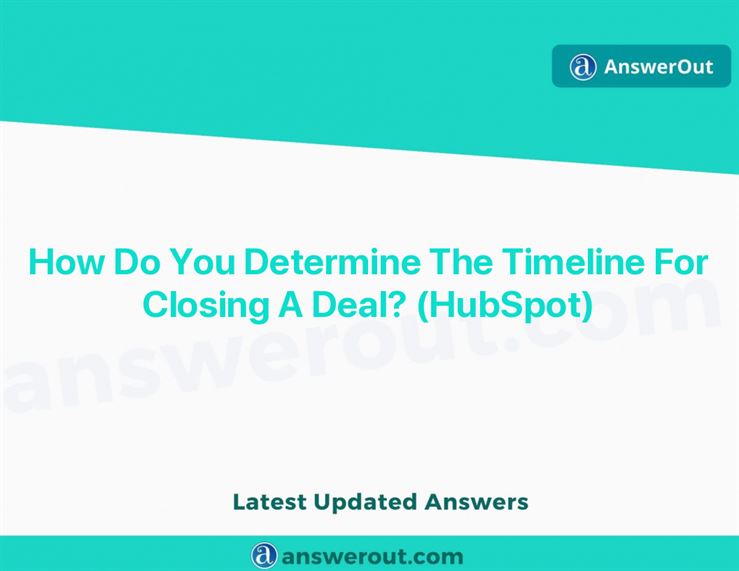 AnswerOut
How Do You Determine The Timeline For
Closing A Deal? (HubSpot)
answerout.com
Latest Updated Answers
answerout.com